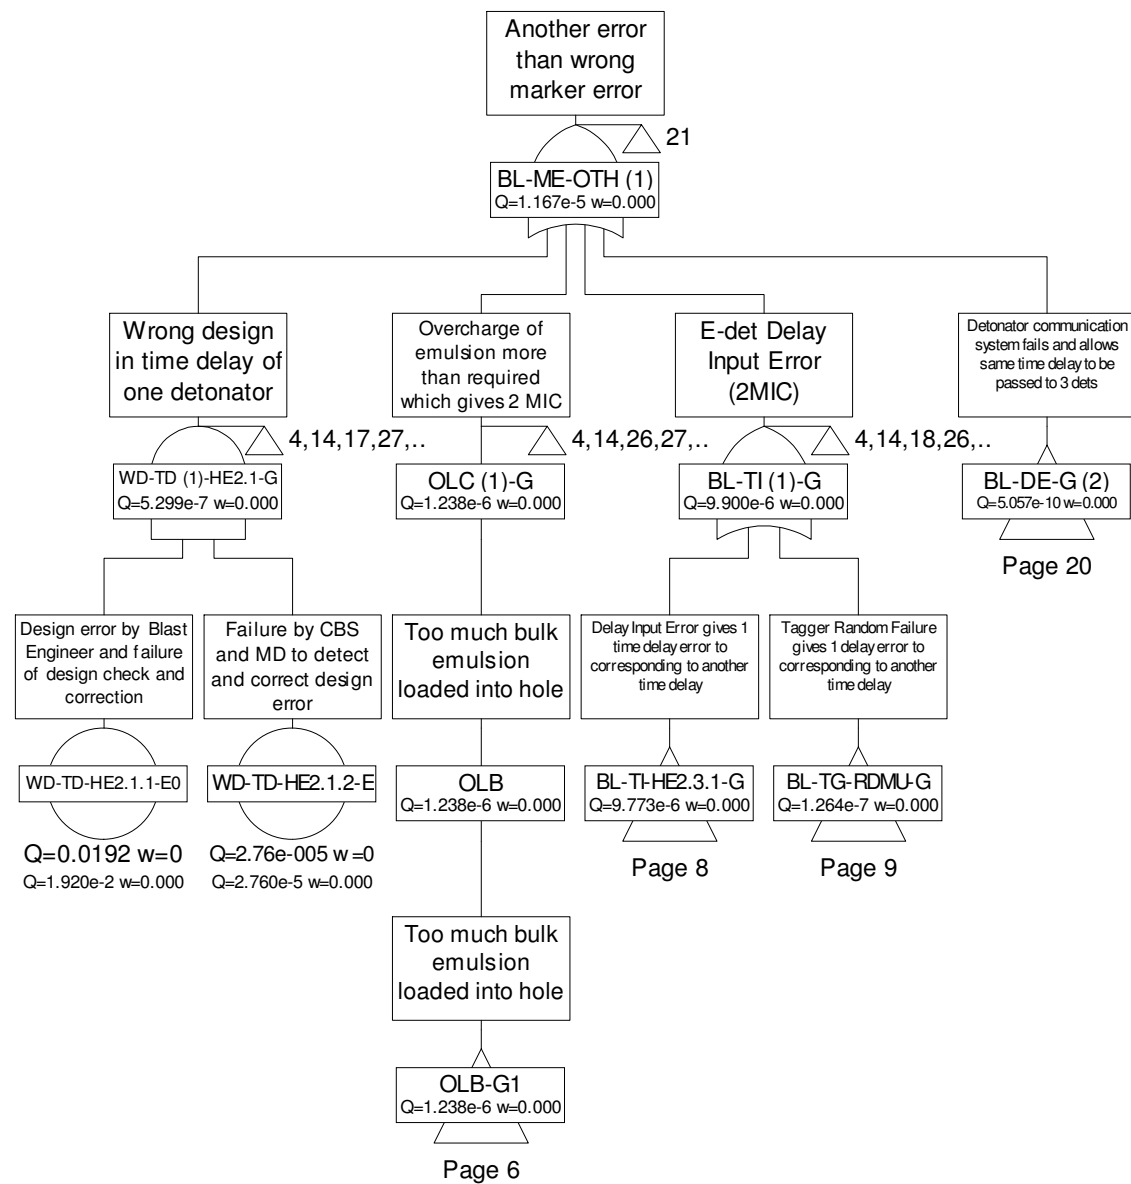 Another error
than wrong
marker error
21
BL-ME-OTH (1)
Q=1.167e-5 w=0.000
Wrong design
in time delay of
one detonator
4,14,17,27,..
WD-TD (1)-HE2.1-G
Q=5.299e-7 w=0.000
Overcharge of
emulsion more
than required
which gives 2 MIC
4,14,26,27,..
OLC (1)-G
Q=1.238e-6 w=0.000
E-det Delay
Input Error
(2MIC)
4,14,18,26,..
BL-TI (1)-G
Q=9.900e-6 w=0.000
Detonator communication
system fails and allows
same time delay to be
passed to 3 dets
BL-DE-G (2)
Q=5.057e-10 w=0.000
Page 20
Design error by Blast
Engineer and failure
of design check and
correction
WD-TD-HE2.1.1-E0
Q=0.0192 w=0
Q=1.920e-2 w=0.000
Failure by CBS
and MD to detect
and correct design
error
WD-TD-HE2.1.2-E
Q=2.76e-005 w=0
Q=2.760e-5 w=0.000
Too much bulk
emulsion
loaded into hole
OLB
Q=1.238e-6 w=0.000
Delay Input Error gives 1
time delay error to
corresponding to another
time delay
BL-TI-HE2.3.1-G
Q=9.773e-6 w=0.000
Page 8
Tagger Random Failure
gives 1 delay error to
corresponding to another
time delay
BL-TG-RDMU-G
Q=1.264e-7 w=0.000
Page 9
Too much bulk
emulsion
loaded into hole
OLB-G1
Q=1.238e-6 w=0.000
Page 6